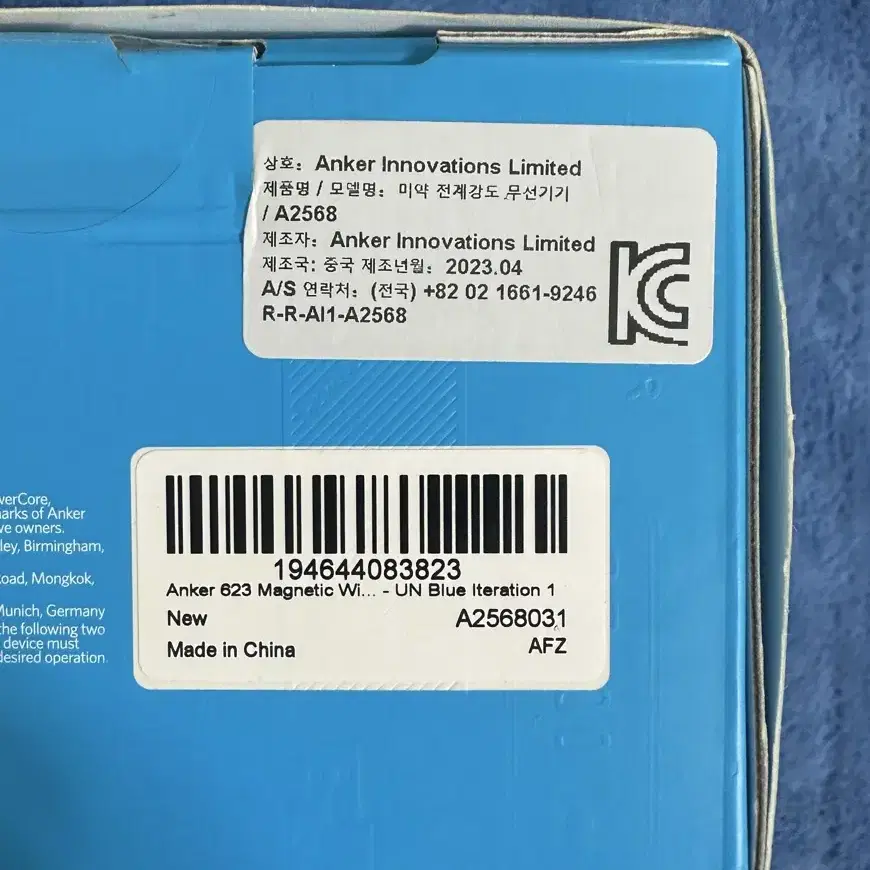 상호: Anker Innovations Limited
제품명 / 모델명: 미약 전계강도 무선기기
/ A2568
제조자: Anker Innovations Limited
제조국: 중국 제조년월: 2023.04
A/S 연락처: (전국) +82 02 1661-9246
R-R-AI1-A2568
194644083823
Anker 623 Magnetic Wi... - UN Blue Iteration 1
New A2568031
Made in China AFZ
verCore,
arks of Anker
ve owners.
ley, Birmingham,
oad, Mongkok,
Munich, Germany
the following two
device must
desired operation.